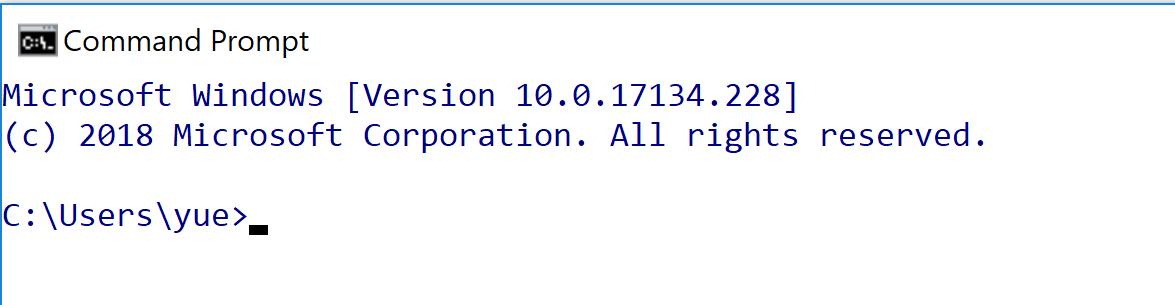 Command Prompt
Microsoft Windows [Version 10.0.17134.228]
(c) 2018 Microsoft Corporation. All rights reserved.
C:\Users\yue>